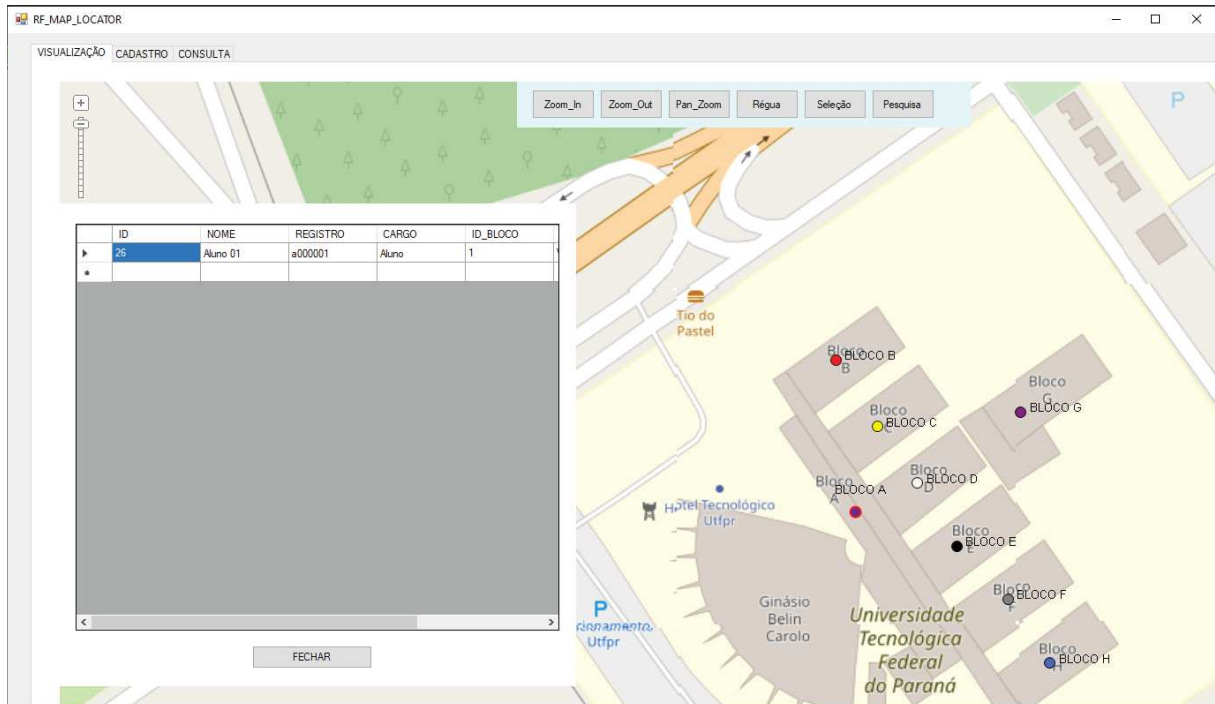 RF_MAP_LOCATOR
VISUALIZAÇÃO CADASTRO CONSULTA
Zoom_In Zoom_Out Pan_Zoom Régua Seleção Pesquisa
P
ID NOME REGISTRO CARGO ID_BLOCO
26 Aluno 01 a000001 Aluno 1
FECHAR
Tio do
Pastel
Bloco
B
BLOCO B
Bloco
G
BLOCO G
Bloco
C
BLOCO C
Bloco
D
BLOCO D
Bloco
A
BLOCO A
Hotel Tecnológico
Utfpr
Bloco
E
BLOCO E
Bloco
F
BLOCO F
Bloco
H
BLOCO H
Ginásio
Belin
Carolo
Universidade
Tecnológica
Federal
do Paraná
P
Utfpr